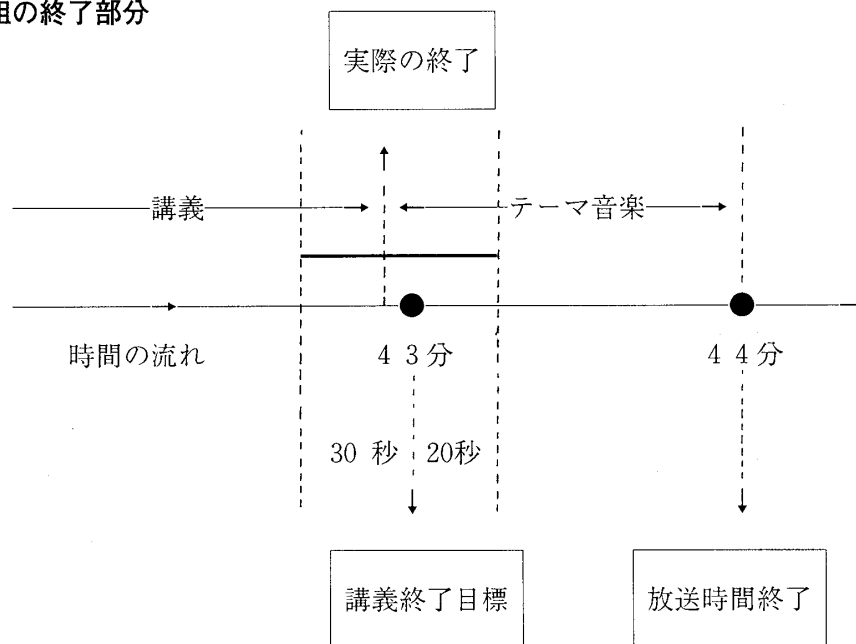 の終了部分
実際の終了
講義
テーマ音楽
時間の流れ
43分
44分
30秒
20秒
講義終了目標
放送時間終了